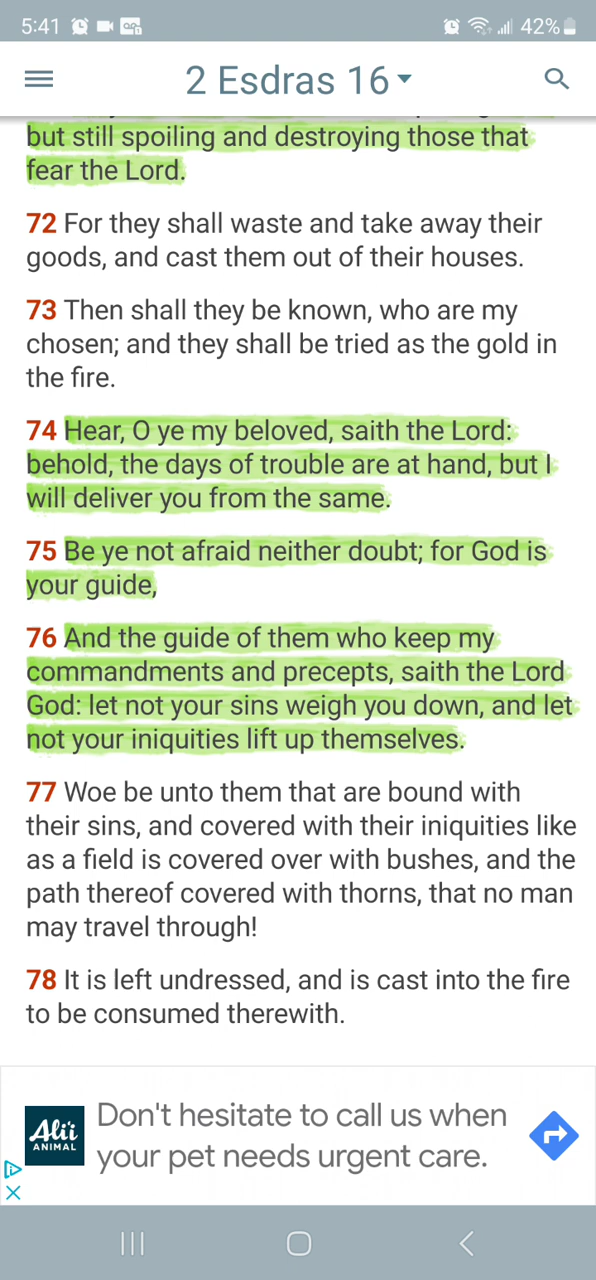 5:41
42%
2 Esdras 16
but still spoiling and destroying those that
fear the Lord.
72 For they shall waste and take away their
goods, and cast them out of their houses.
73 Then shall they be known, who are my
chosen; and they shall be tried as the gold in
the fire.
74 Hear, O ye my beloved, saith the Lord:
behold, the days of trouble are at hand, but I
will deliver you from the same.
75 Be ye not afraid neither doubt; for God is
your guide,
76 And the guide of them who keep my
commandments and precepts, saith the Lord
God: let not your sins weigh you down, and let
not your iniquities lift up themselves.
77 Woe be unto them that are bound with
their sins, and covered with their iniquities like
as a field is covered over with bushes, and the
path thereof covered with thorns, that no man
may travel through!
78 It is left undressed, and is cast into the fire
to be consumed therewith.
Ali'i
ANIMAL
Don't hesitate to call us when
your pet needs urgent care.